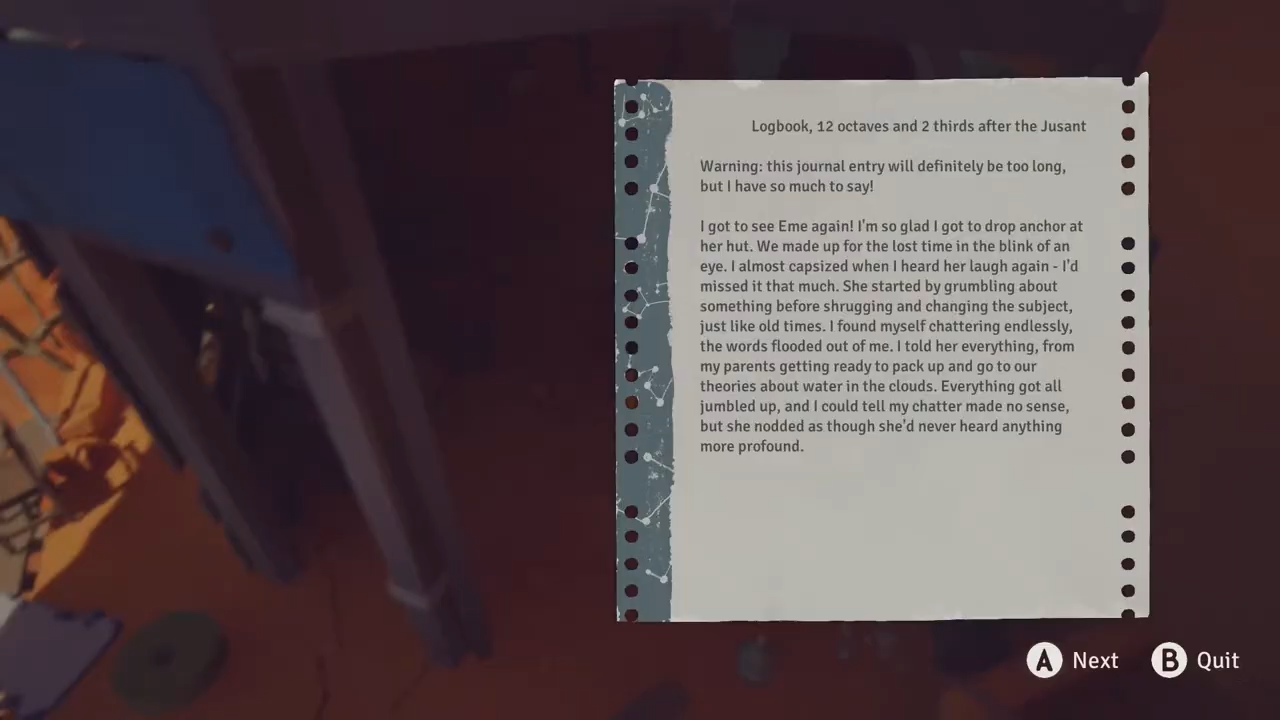 Logbook, 12 octaves and 2 thirds after the Jusant
Warning: this journal entry will definitely be too long,
but I have so much to say!
I got to see Eme again! I'm so glad I got to drop anchor at
her hut. We made up for the lost time in the blink of an
eye. I almost capsized when I heard her laugh again - I'd
missed it that much. She started by grumbling about
something before shrugging and changing the subject,
just like old times. I found myself chattering endlessly,
the words flooded out of me. I told her everything, from
my parents getting ready to pack up and go to our
theories about water in the clouds. Everything got all
jumbled up, and I could tell my chatter made no sense,
but she nodded as though she'd never heard anything
more profound.
A Next B Quit